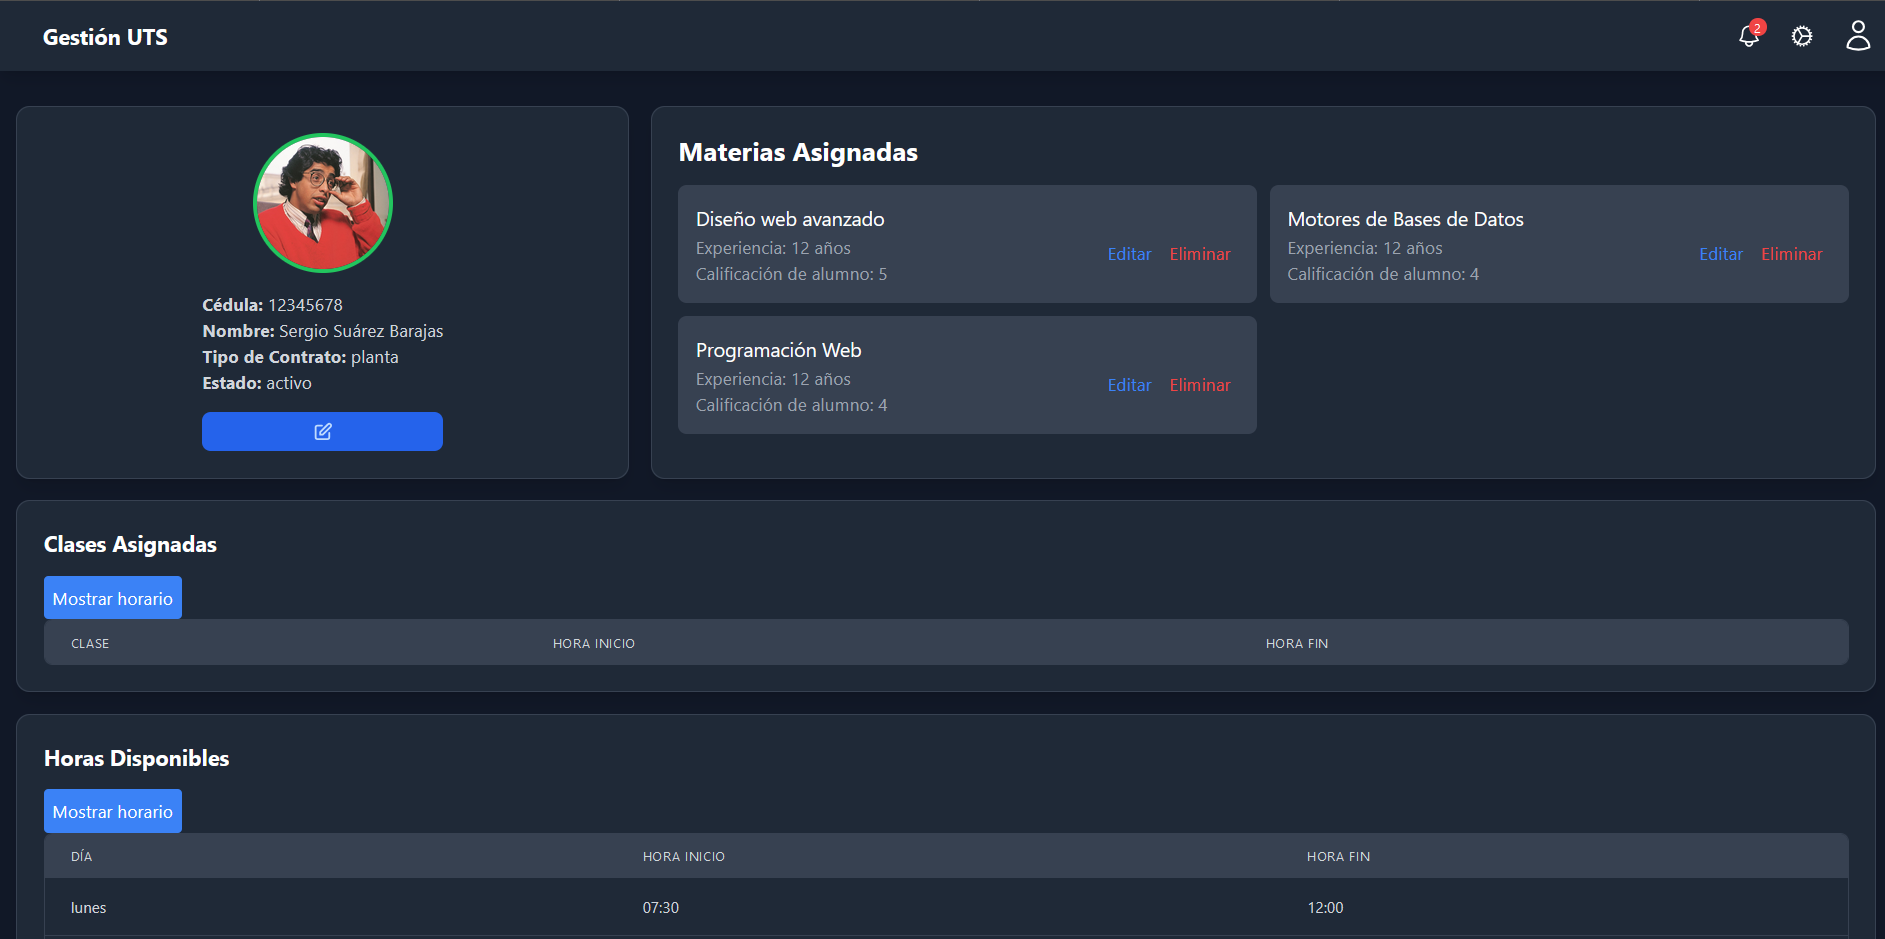 Gestión UTS
2
Cédula: 12345678
Nombre: Sergio Suárez Barajas
Tipo de Contrato: planta
Estado: activo
Materias Asignadas
Diseño web avanzado
Experiencia: 12 años
Calificación de alumno: 5
Editar Eliminar
Motores de Bases de Datos
Experiencia: 12 años
Calificación de alumno: 4
Editar Eliminar
Programación Web
Experiencia: 12 años
Calificación de alumno: 4
Editar Eliminar
Clases Asignadas
Mostrar horario
CLASE HORA INICIO HORA FIN
Horas Disponibles
Mostrar horario
DÍA HORA INICIO HORA FIN
lunes 07:30 12:00